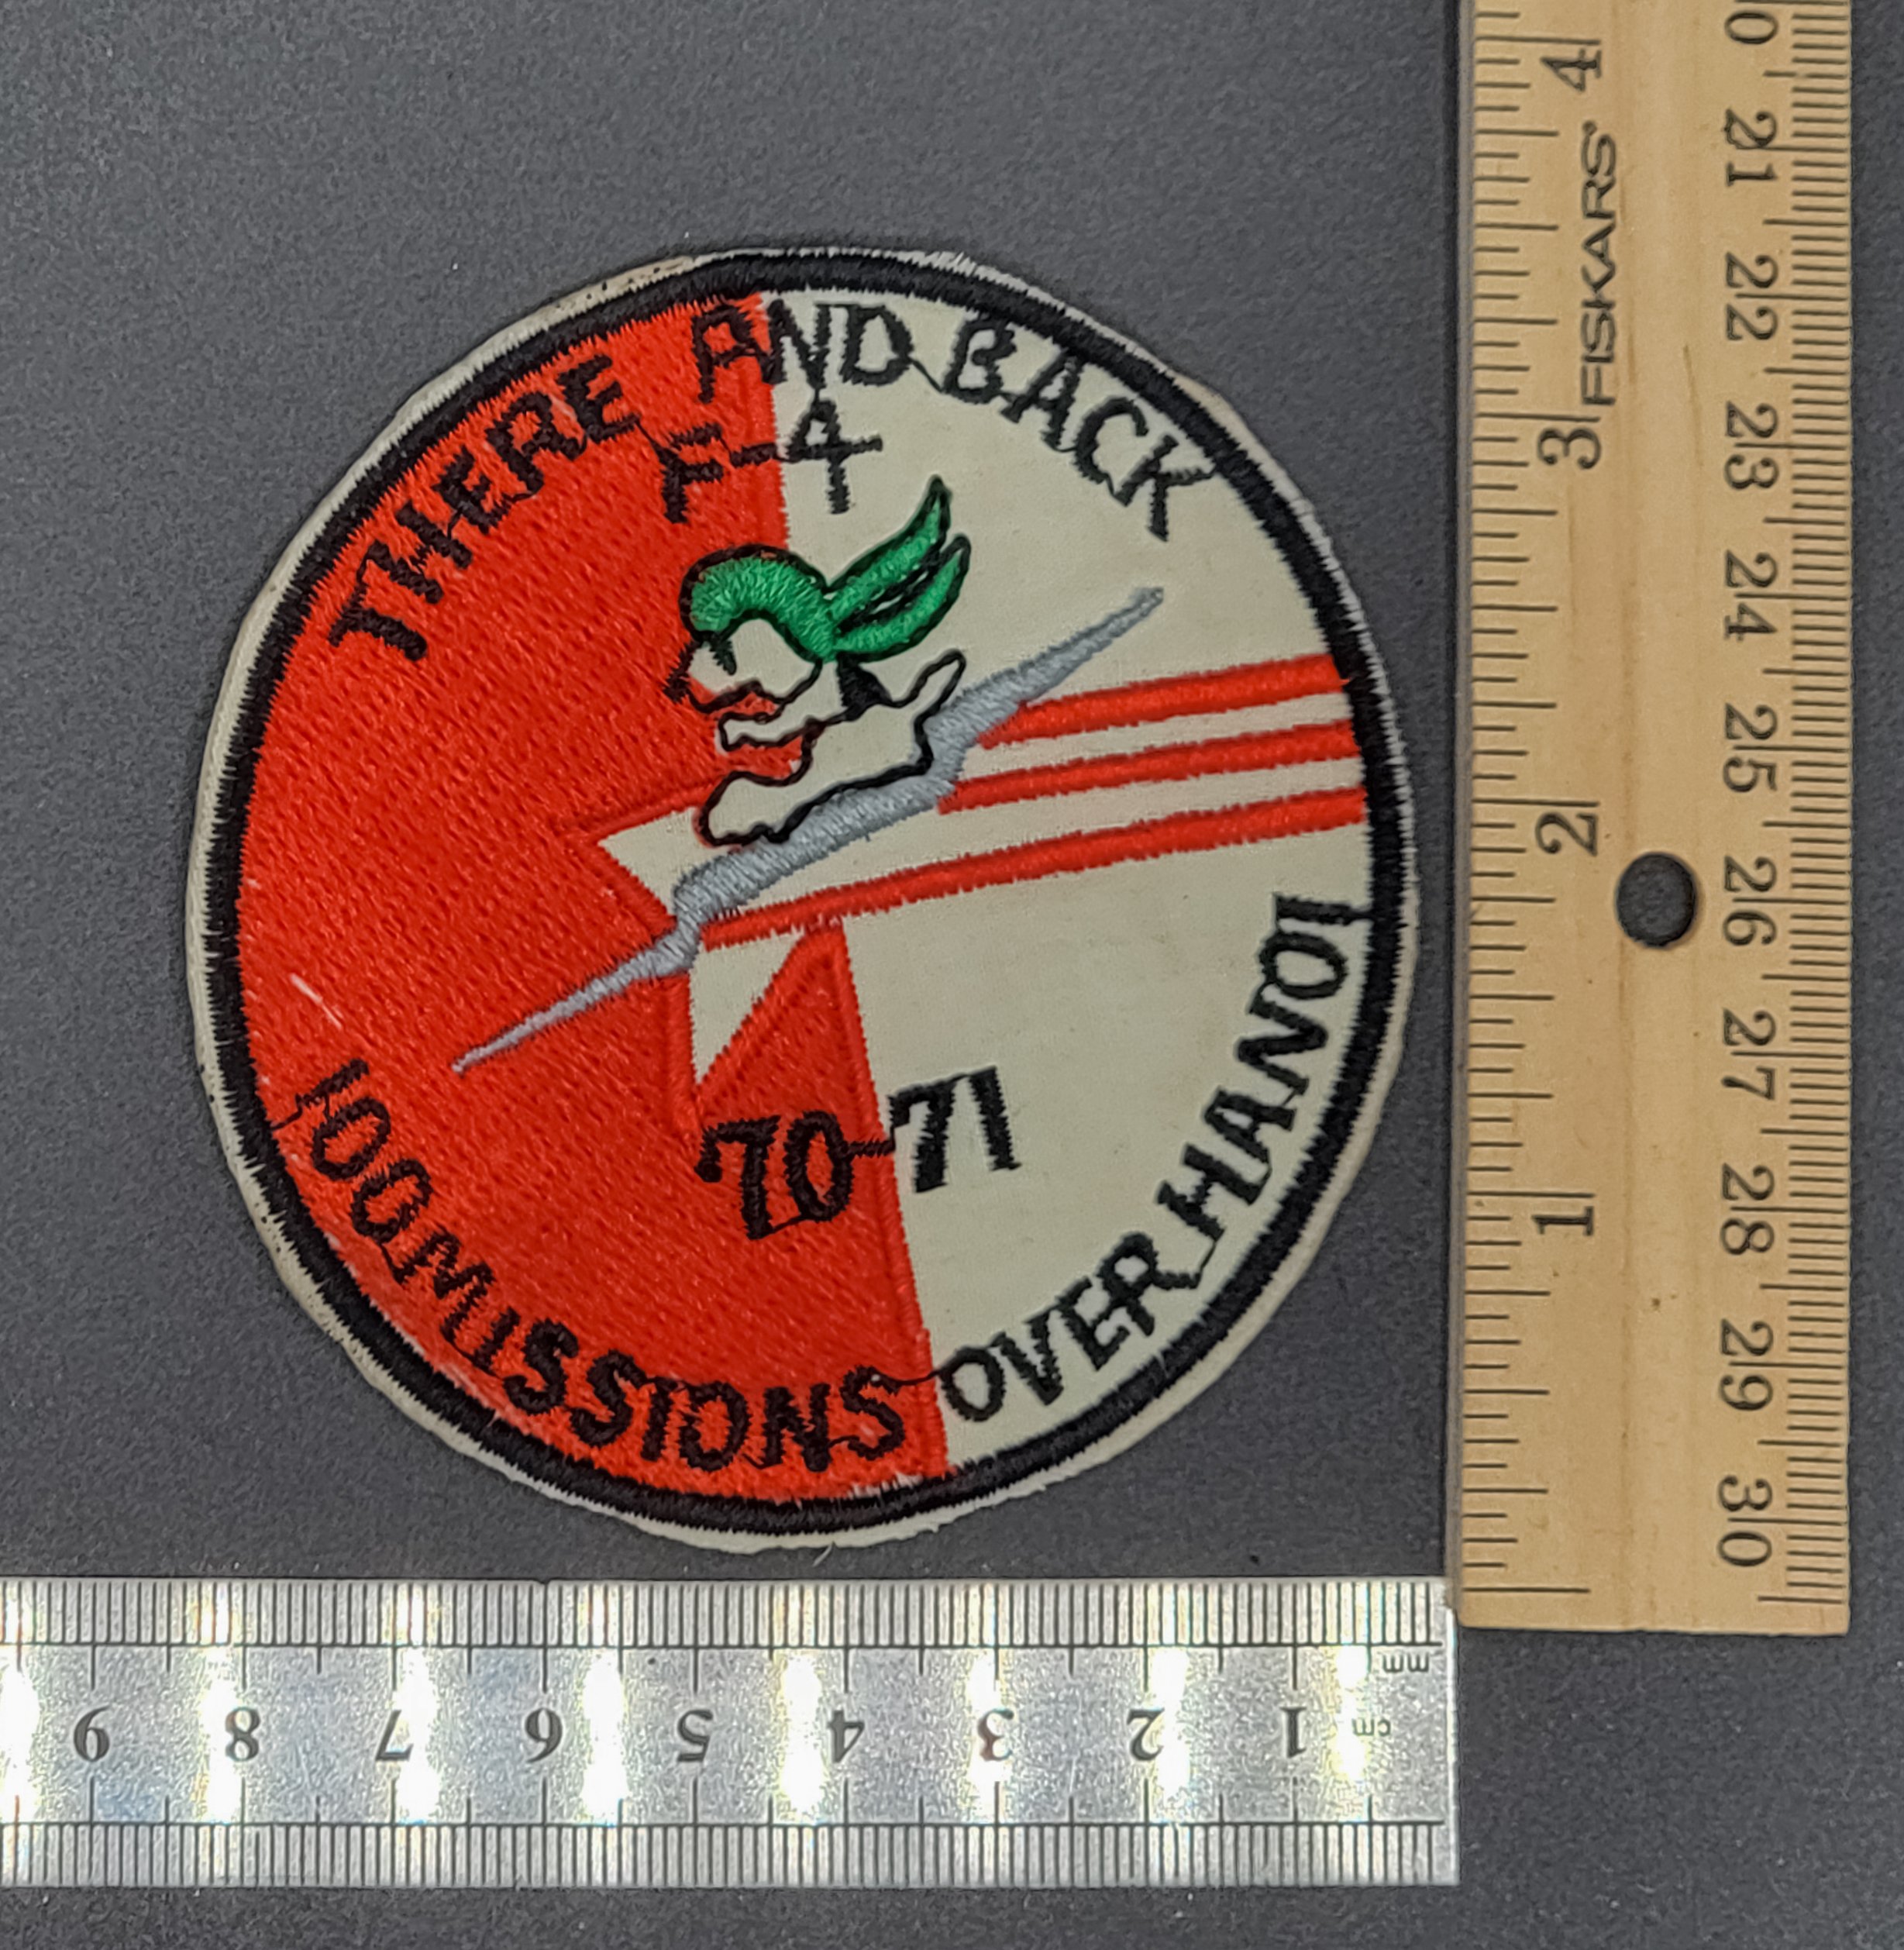 THERE AND BACK
F-4
70-71
100 MISSIONS OVER HANOI
4
3
2
1
FISKARS®
20 21 22 23 24 25 26 27 28 29 30
mm
cm
9 8 7 6 5 4 3 2 1